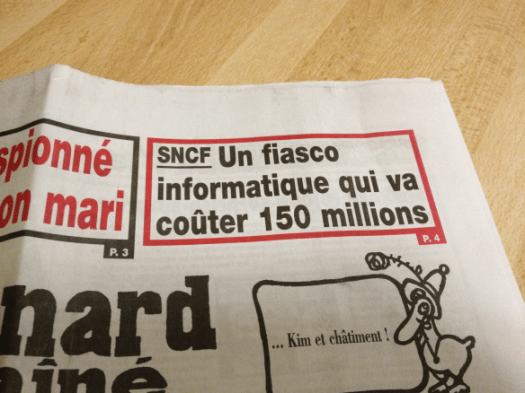 spionné
on mari
P. 3
SNCF Un fiasco
informatique qui va
coûter 150 millions
P. 4
nard
aîné
... Kim et châtiment !